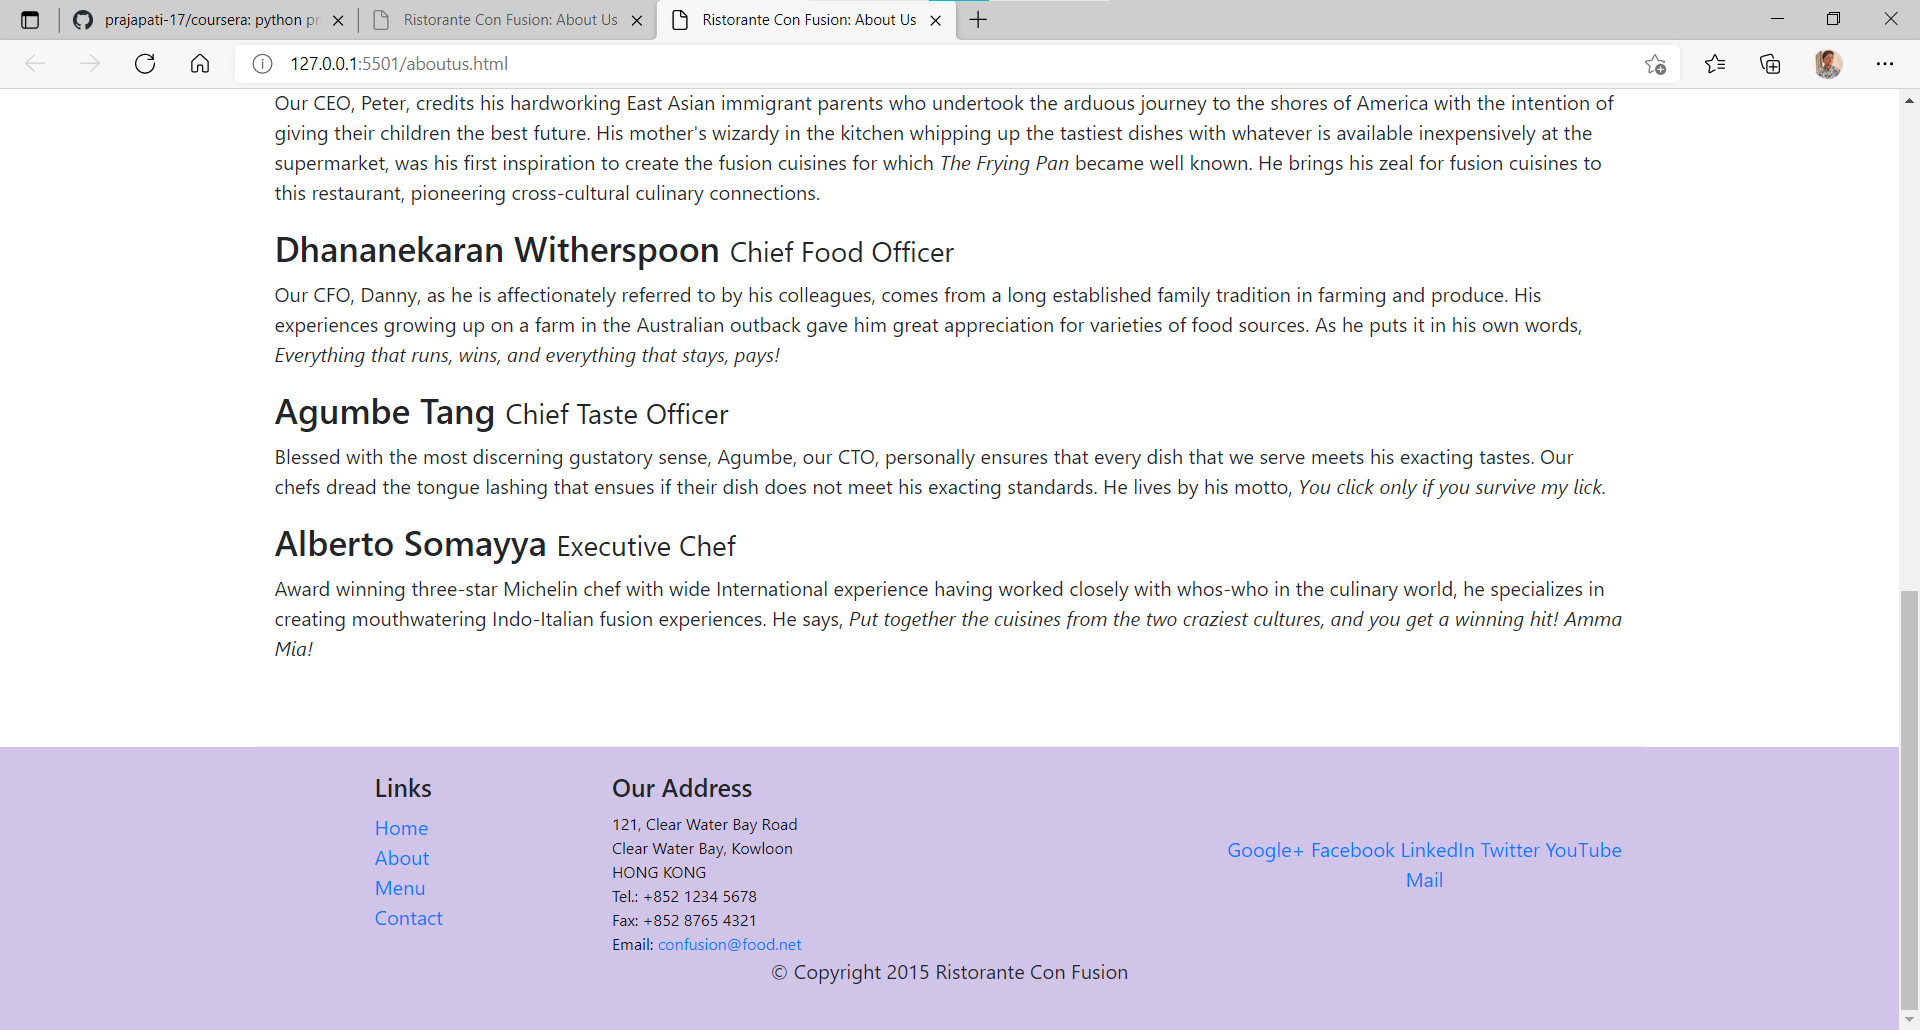 prajapati-17/coursera: python pr
Ristorante Con Fusion: About Us
Ristorante Con Fusion: About Us
127.0.0.1:5501/aboutus.html
Our CEO, Peter, credits his hardworking East Asian immigrant parents who undertook the arduous journey to the shores of America with the intention of
giving their children the best future. His mother's wizardy in the kitchen whipping up the tastiest dishes with whatever is available inexpensively at the
supermarket, was his first inspiration to create the fusion cuisines for which The Frying Pan became well known. He brings his zeal for fusion cuisines to
this restaurant, pioneering cross-cultural culinary connections.
Dhananekaran Witherspoon Chief Food Officer
Our CFO, Danny, as he is affectionately referred to by his colleagues, comes from a long established family tradition in farming and produce. His
experiences growing up on a farm in the Australian outback gave him great appreciation for varieties of food sources. As he puts it in his own words,
Everything that runs, wins, and everything that stays, pays!
Agumbe Tang Chief Taste Officer
Blessed with the most discerning gustatory sense, Agumbe, our CTO, personally ensures that every dish that we serve meets his exacting tastes. Our
chefs dread the tongue lashing that ensues if their dish does not meet his exacting standards. He lives by his motto, You click only if you survive my lick.
Alberto Somayya Executive Chef
Award winning three-star Michelin chef with wide International experience having worked closely with whos-who in the culinary world, he specializes in
creating mouthwatering Indo-Italian fusion experiences. He says, Put together the cuisines from the two craziest cultures, and you get a winning hit! Amma
Mia!
Links
Home
About
Menu
Contact
Our Address
121, Clear Water Bay Road
Clear Water Bay, Kowloon
HONG KONG
Tel.: +852 1234 5678
Fax: +852 8765 4321
Email: confusion@food.net
Google+ Facebook LinkedIn Twitter YouTube
Mail
© Copyright 2015 Ristorante Con Fusion